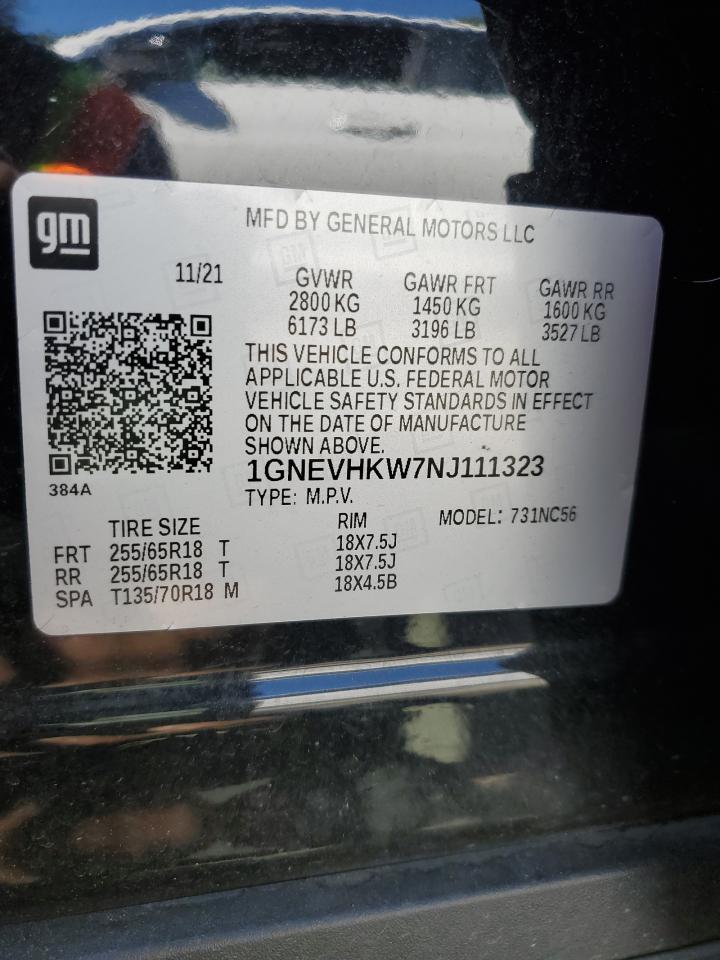 gm
MFD BY GENERAL MOTORS LLC
11/21 GVWR GAWR FRT GAWR RR
2800 KG 1450 KG 1600 KG
6173 LB 3196 LB 3527 LB
THIS VEHICLE CONFORMS TO ALL
APPLICABLE U.S. FEDERAL MOTOR
VEHICLE SAFETY STANDARDS IN EFFECT
ON THE DATE OF MANUFACTURE
SHOWN ABOVE.
1GNEVHKW7NJ111323
384A
TYPE: M.P.V. MODEL: 731NC56
TIRE SIZE RIM
FRT 255/65R18 T 18X7.5J
RR 255/65R18 T 18X7.5J
SPA T135/70R18 M 18X4.5B